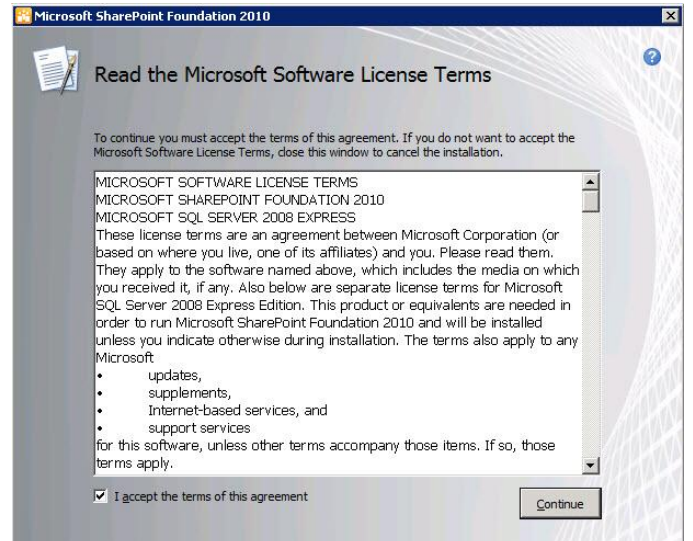 Microsoft SharePoint Foundation 2010
Read the Microsoft Software License Terms
To continue you must accept the terms of this agreement. If you do not want to accept the
Microsoft Software License Terms, close this window to cancel the installation.
MICROSOFT SOFTWARE LICENSE TERMS
MICROSOFT SHAREPOINT FOUNDATION 2010
MICROSOFT SQL SERVER 2008 EXPRESS
These license terms are an agreement between Microsoft Corporation (or
based on where you live, one of its affiliates) and you. Please read them.
They apply to the software named above, which includes the media on which
you received it, if any. Also below are separate license terms for Microsoft
SQL Server 2008 Express Edition. This product or equivalents are needed in
order to run Microsoft SharePoint Foundation 2010 and will be installed
unless you indicate otherwise during installation. The terms also apply to any
Microsoft
• updates,
• supplements,
• Internet-based services, and
• support services
for this software, unless other terms accompany those items. If so, those
terms apply.
I accept the terms of this agreement
Continue